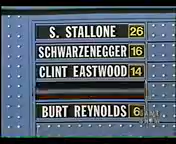 S. STALLONE 26
SCHWARZENEGGER 16
CLINT EASTWOOD 14
BURT REYNOLDS 6